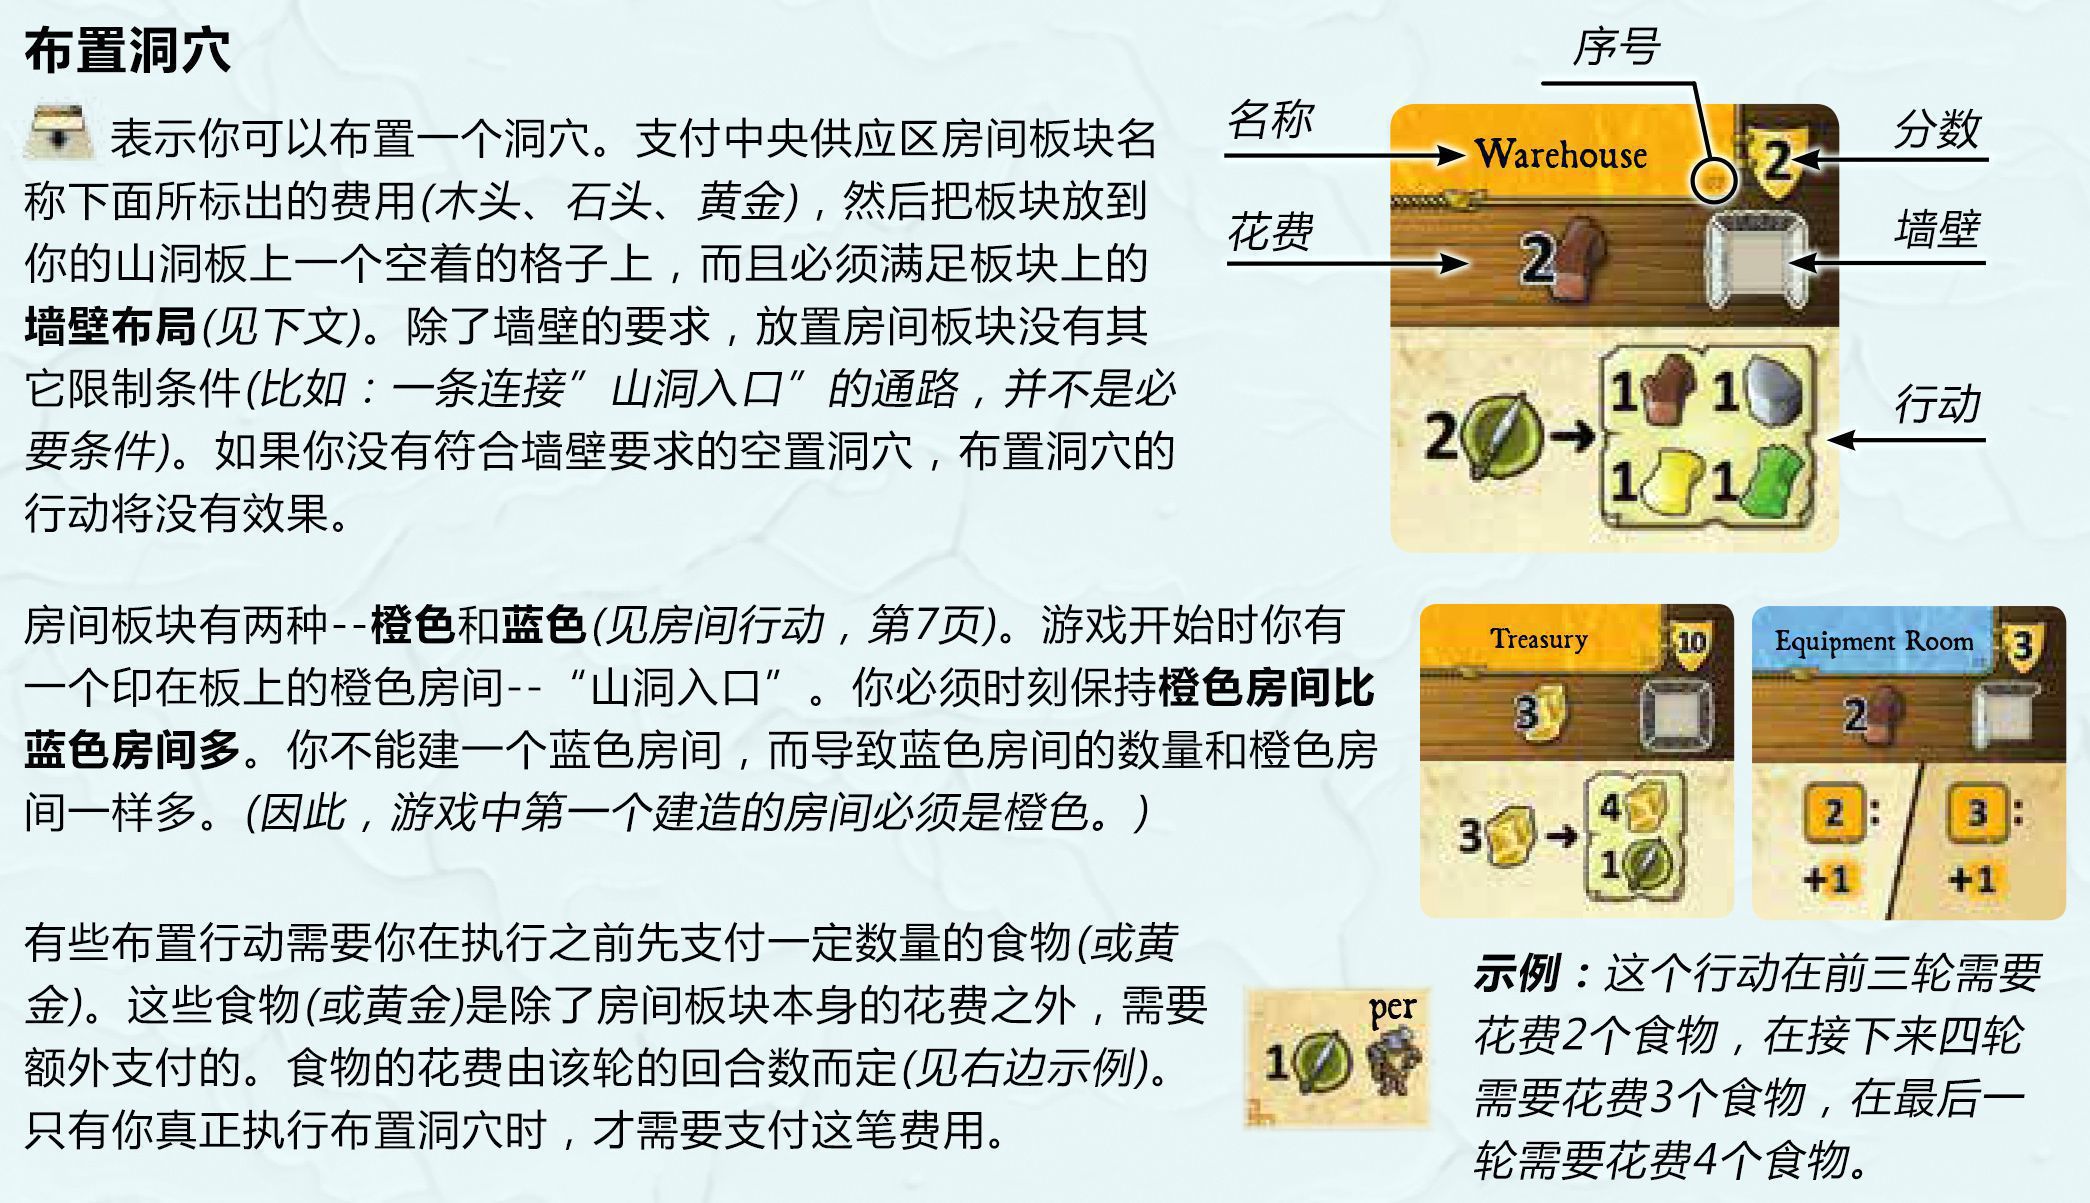 布置洞穴
表示你可以布置一个洞穴。支付中央供应区房间板块名
称下面所标出的费用(木头、石头、黄金)，然后把板块放到
你的山洞板上一个空着的格子上，而且必须满足板块上的
墙壁布局(见下文)。除了墙壁的要求，放置房间板块没有其
它限制条件(比如：一条连接”山洞入口”的通路，并不是必
要条件)。如果你没有符合墙壁要求的空置洞穴，布置洞穴的
行动将没有效果。
序号
名称
分数
花费
墙壁
行动
Warehouse
2
2
2
1 1
1 1
房间板块有两种--橙色和蓝色(见房间行动，第7页)。游戏开始时你有
一个印在板上的橙色房间--“山洞入口”。你必须时刻保持橙色房间比
蓝色房间多。你不能建一个蓝色房间，而导致蓝色房间的数量和橙色房
间一样多。(因此，游戏中第一个建造的房间必须是橙色。)
Treasury 10
3
3
4
1
Equipment Room 3
2
2: 3:
+1 +1
有些布置行动需要你在执行之前先支付一定数量的食物(或黄
金)。这些食物(或黄金)是除了房间板块本身的花费之外，需要
额外支付的。食物的花费由该轮的回合数而定(见右边示例)。
只有你真正执行布置洞穴时，才需要支付这笔费用。
per
1
示例：这个行动在前三轮需要
花费2个食物，在接下来四轮
需要花费3个食物，在最后一
轮需要花费4个食物。